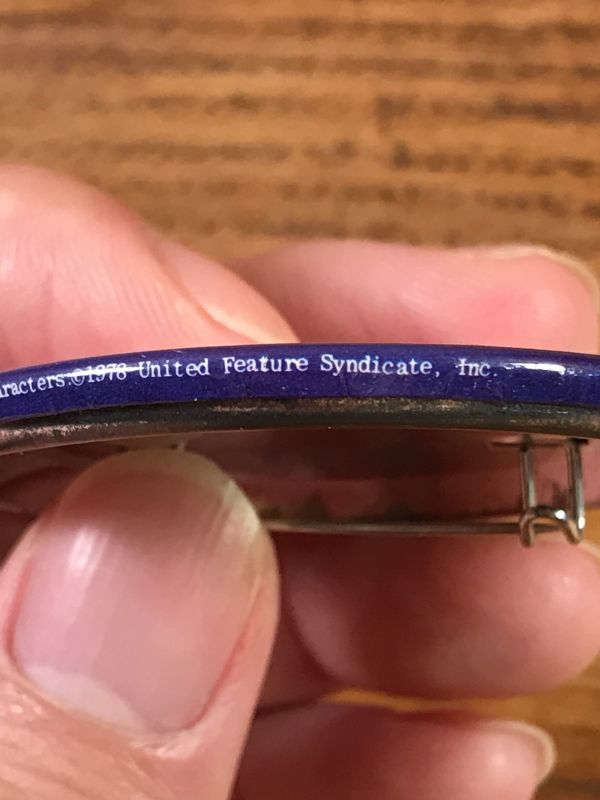 aracters.©1978 United Feature Syndicate, Inc.